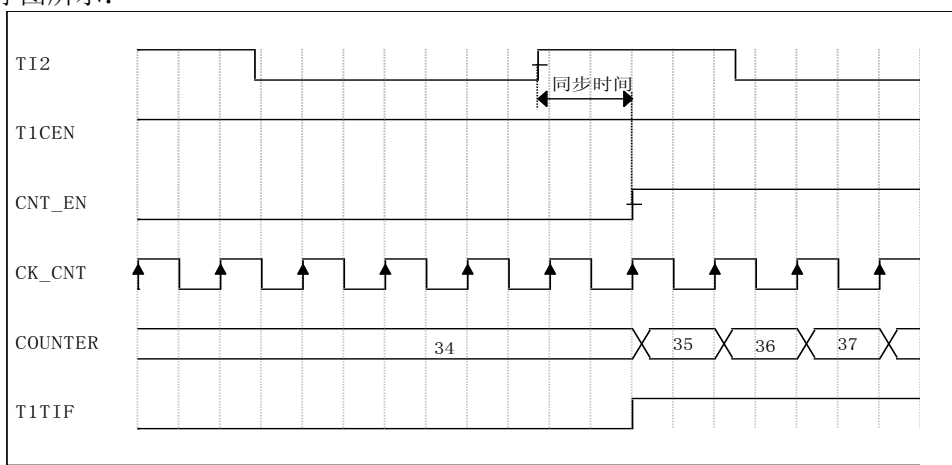 TI2
同步时间
T1CEN
CNT_EN
CK_CNT
COUNTER
34
35
36
37
T1TIF